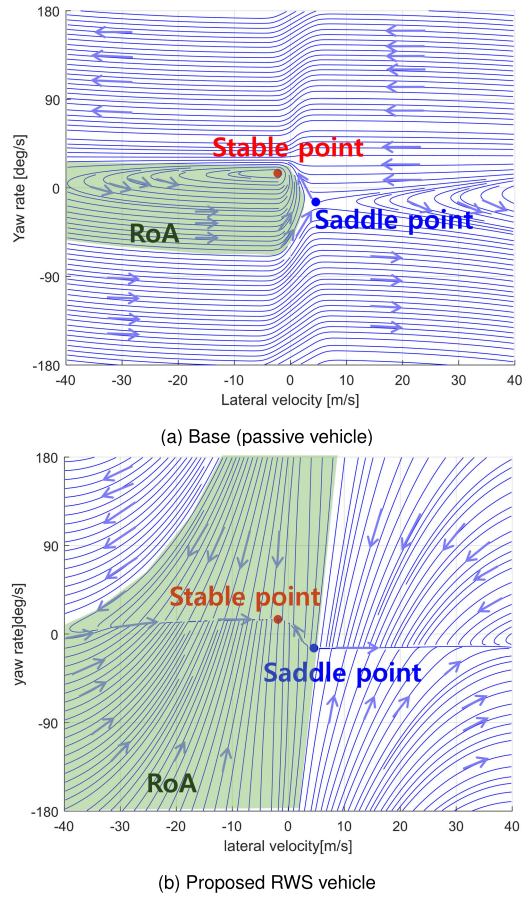 180
90
0
-90
-180
Yaw rate [deg/s]
Stable point
Saddle point
RoA
-40 -30 -20 -10 0 10 20 30 40
Lateral velocity [m/s]
(a) Base (passive vehicle)
180
90
0
-90
-180
yaw rate]deg/s]
Stable point
Saddle point
RoA
-40 -30 -20 -10 0 10 20 30 40
lateral velocity[m/s]
(b) Proposed RWS vehicle